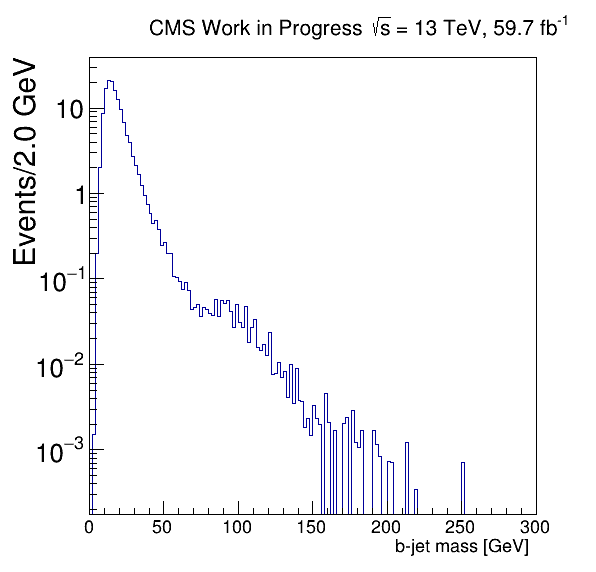 CMS Work in Progress √s = 13 TeV, 59.7 fb⁻¹
Events/2.0 GeV
10
1
10⁻¹
10⁻²
10⁻³
0 50 100 150 200 250 300
b-jet mass [GeV]